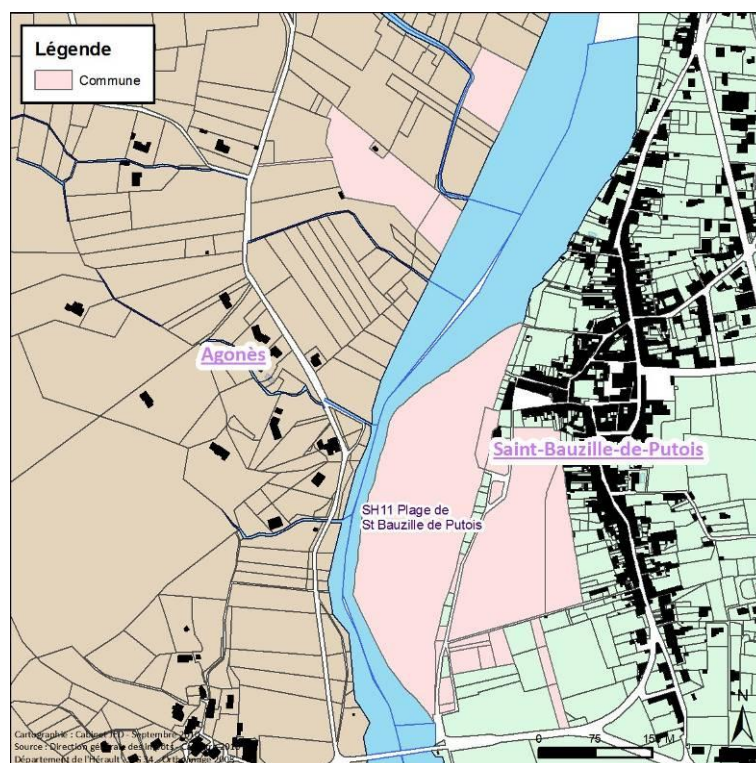 Légende
Commune
Agonès
Saint-Bauzille-de-Putois
SH11 Plage de
St Bauzille de Putois
N
0 75 150 M
Cartographie : Cabinet - Septembre
Source : Direction générale des Impôts -
Département de l'Hérault -